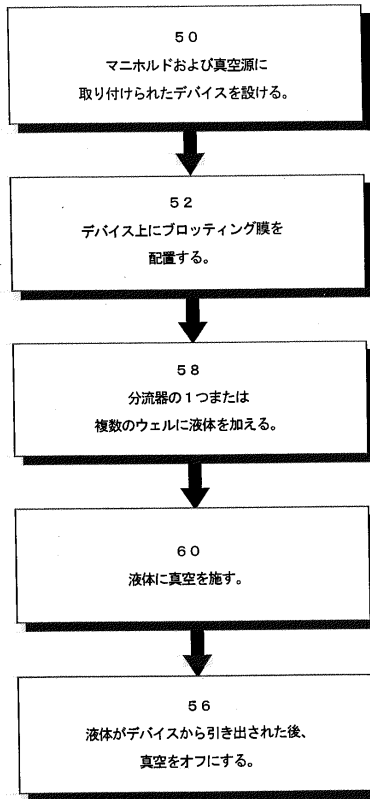 50
マニホルドおよび真空源に
取り付けられたデバイスを設ける。
52
デバイス上にブロッティング膜を
配置する。
58
分流器の1つまたは
複数のウェルに液体を加える。
60
液体に真空を施す。
56
液体がデバイスから引き出された後、
真空をオフにする。